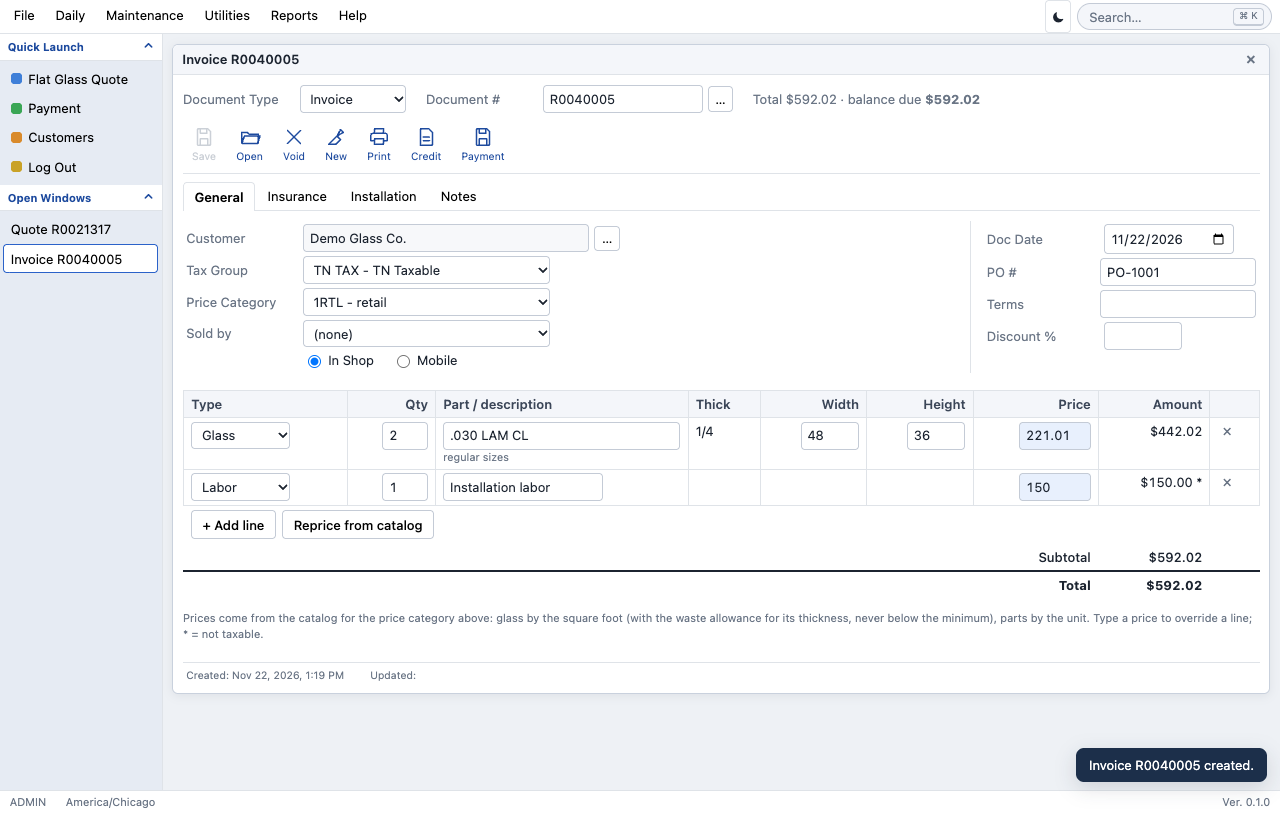 File Daily Maintenance Utilities Reports Help Search... ⌘ K
Quick Launch
Flat Glass Quote
Payment
Customers
Log Out
Open Windows
Quote R0021317
Invoice R0040005
Invoice R0040005 ×
Document Type Invoice Document # R0040005 ... Total $592.02 · balance due $592.02
Save Open Void New Print Credit Payment
General Insurance Installation Notes
Customer Demo Glass Co. ...
Tax Group TN TAX - TN Taxable
Price Category 1RTL - retail
Sold by (none)
In Shop Mobile
Doc Date 11/22/2026
PO # PO-1001
Terms
Discount %
Type Qty Part / description Thick Width Height Price Amount
Glass 2 .030 LAM CL 1/4 48 36 221.01 $442.02 ×
regular sizes
Labor 1 Installation labor 150 $150.00 * ×
+ Add line Reprice from catalog
Subtotal $592.02
Total $592.02
Prices come from the catalog for the price category above: glass by the square foot (with the waste allowance for its thickness, never below the minimum), parts by the unit. Type a price to override a line;
* = not taxable.
Created: Nov 22, 2026, 1:19 PM Updated:
Invoice R0040005 created.
ADMIN America/Chicago Ver. 0.1.0